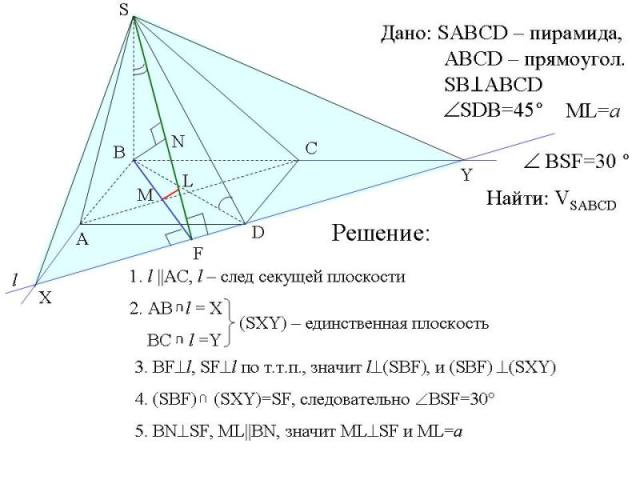 S
Дано: SABCD – пирамида,
ABCD – прямоугол.
SB⊥ABCD
∠SDB=45° ML=a
N
B
C
∠ BSF=30 °
Y
L
M
Найти: V_SABCD
A
D
Решение:
F
l
X
1. l ||AC, l – след секущей плоскости
2. AB ∩ l = X
(SXY) – единственная плоскость
BC ∩ l =Y
3. BF⊥l, SF⊥l по т.т.п., значит l⊥(SBF), и (SBF) ⊥(SXY)
4. (SBF)∩ (SXY)=SF, следовательно ∠BSF=30°
5. BN⊥SF, ML||BN, значит ML⊥SF и ML=a